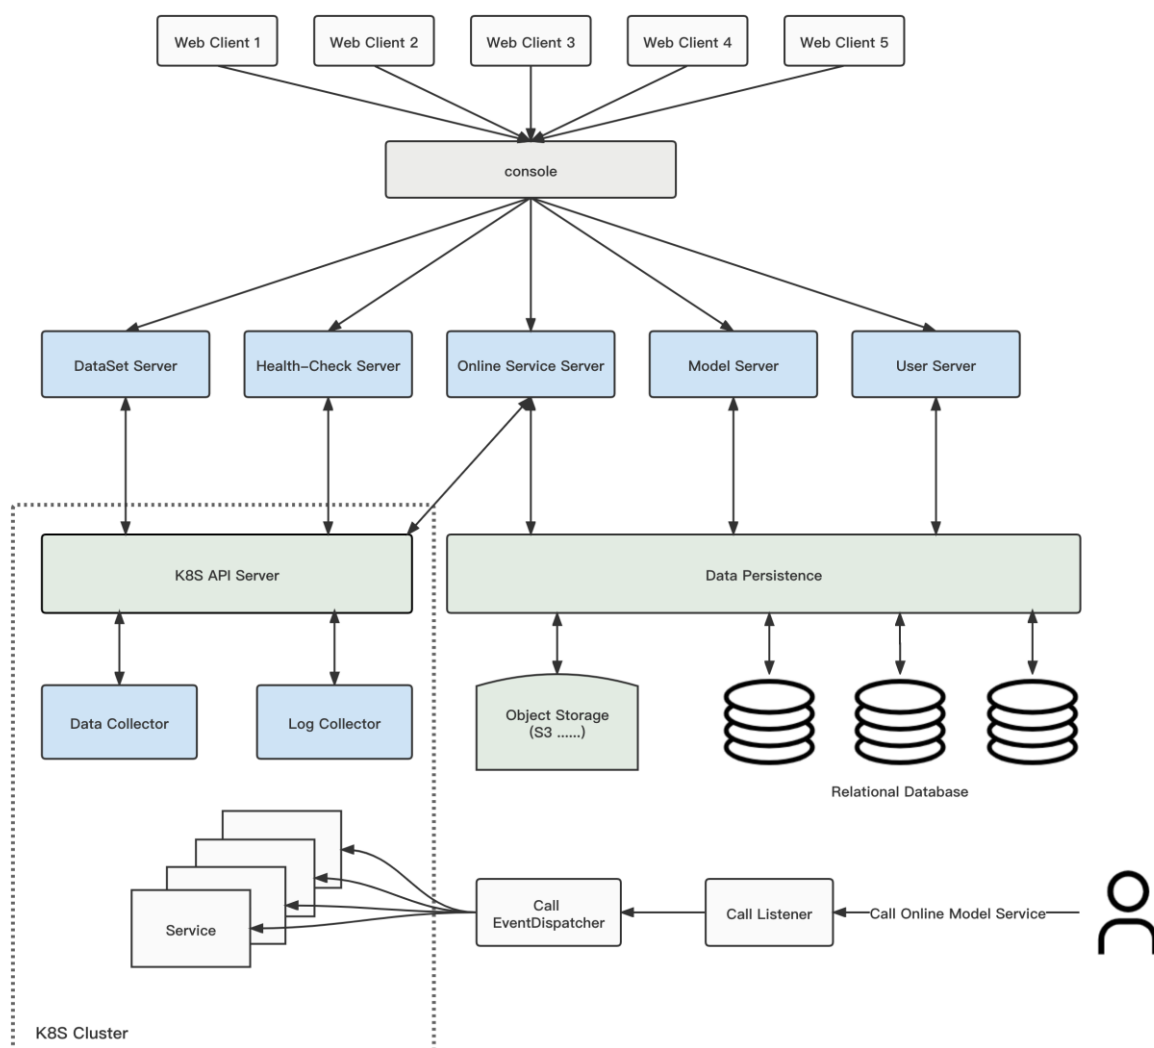 Web Client 1
Web Client 2
Web Client 3
Web Client 4
Web Client 5
console
DataSet Server
Health-Check Server
Online Service Server
Model Server
User Server
K8S API Server
Data Persistence
Data Collector
Log Collector
Object Storage
(S3 ......)
Relational Database
Service
Call
EventDispatcher
Call Listener
Call Online Model Service
K8S Cluster